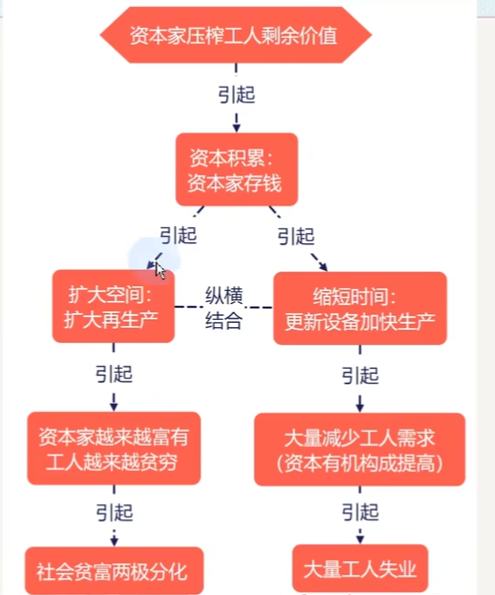 资本家压榨工人剩余价值
引起
资本积累：
资本家存钱
引起
引起
扩大空间：
扩大再生产
纵横
结合
缩短时间：
更新设备加快生产
引起
引起
资本家越来越富有
工人越来越贫穷
大量减少工人需求
（资本有机构成提高）
引起
引起
社会贫富两极分化
大量工人失业